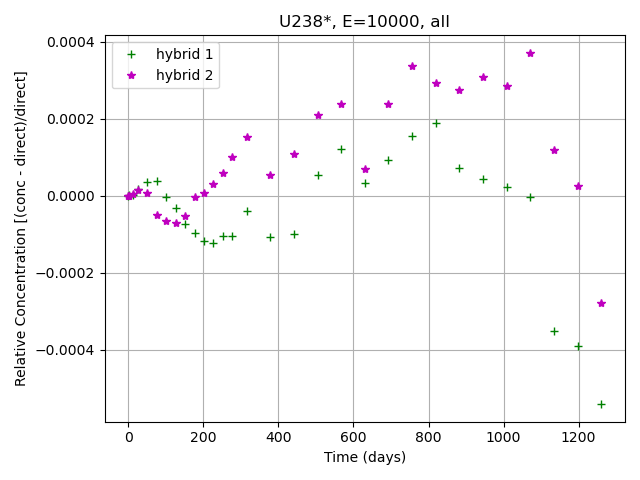 U238*, E=10000, all
hybrid 1
hybrid 2
Relative Concentration [(conc - direct)/direct]
0.0004
0.0002
0.0000
−0.0002
−0.0004
0 200 400 600 800 1000 1200
Time (days)